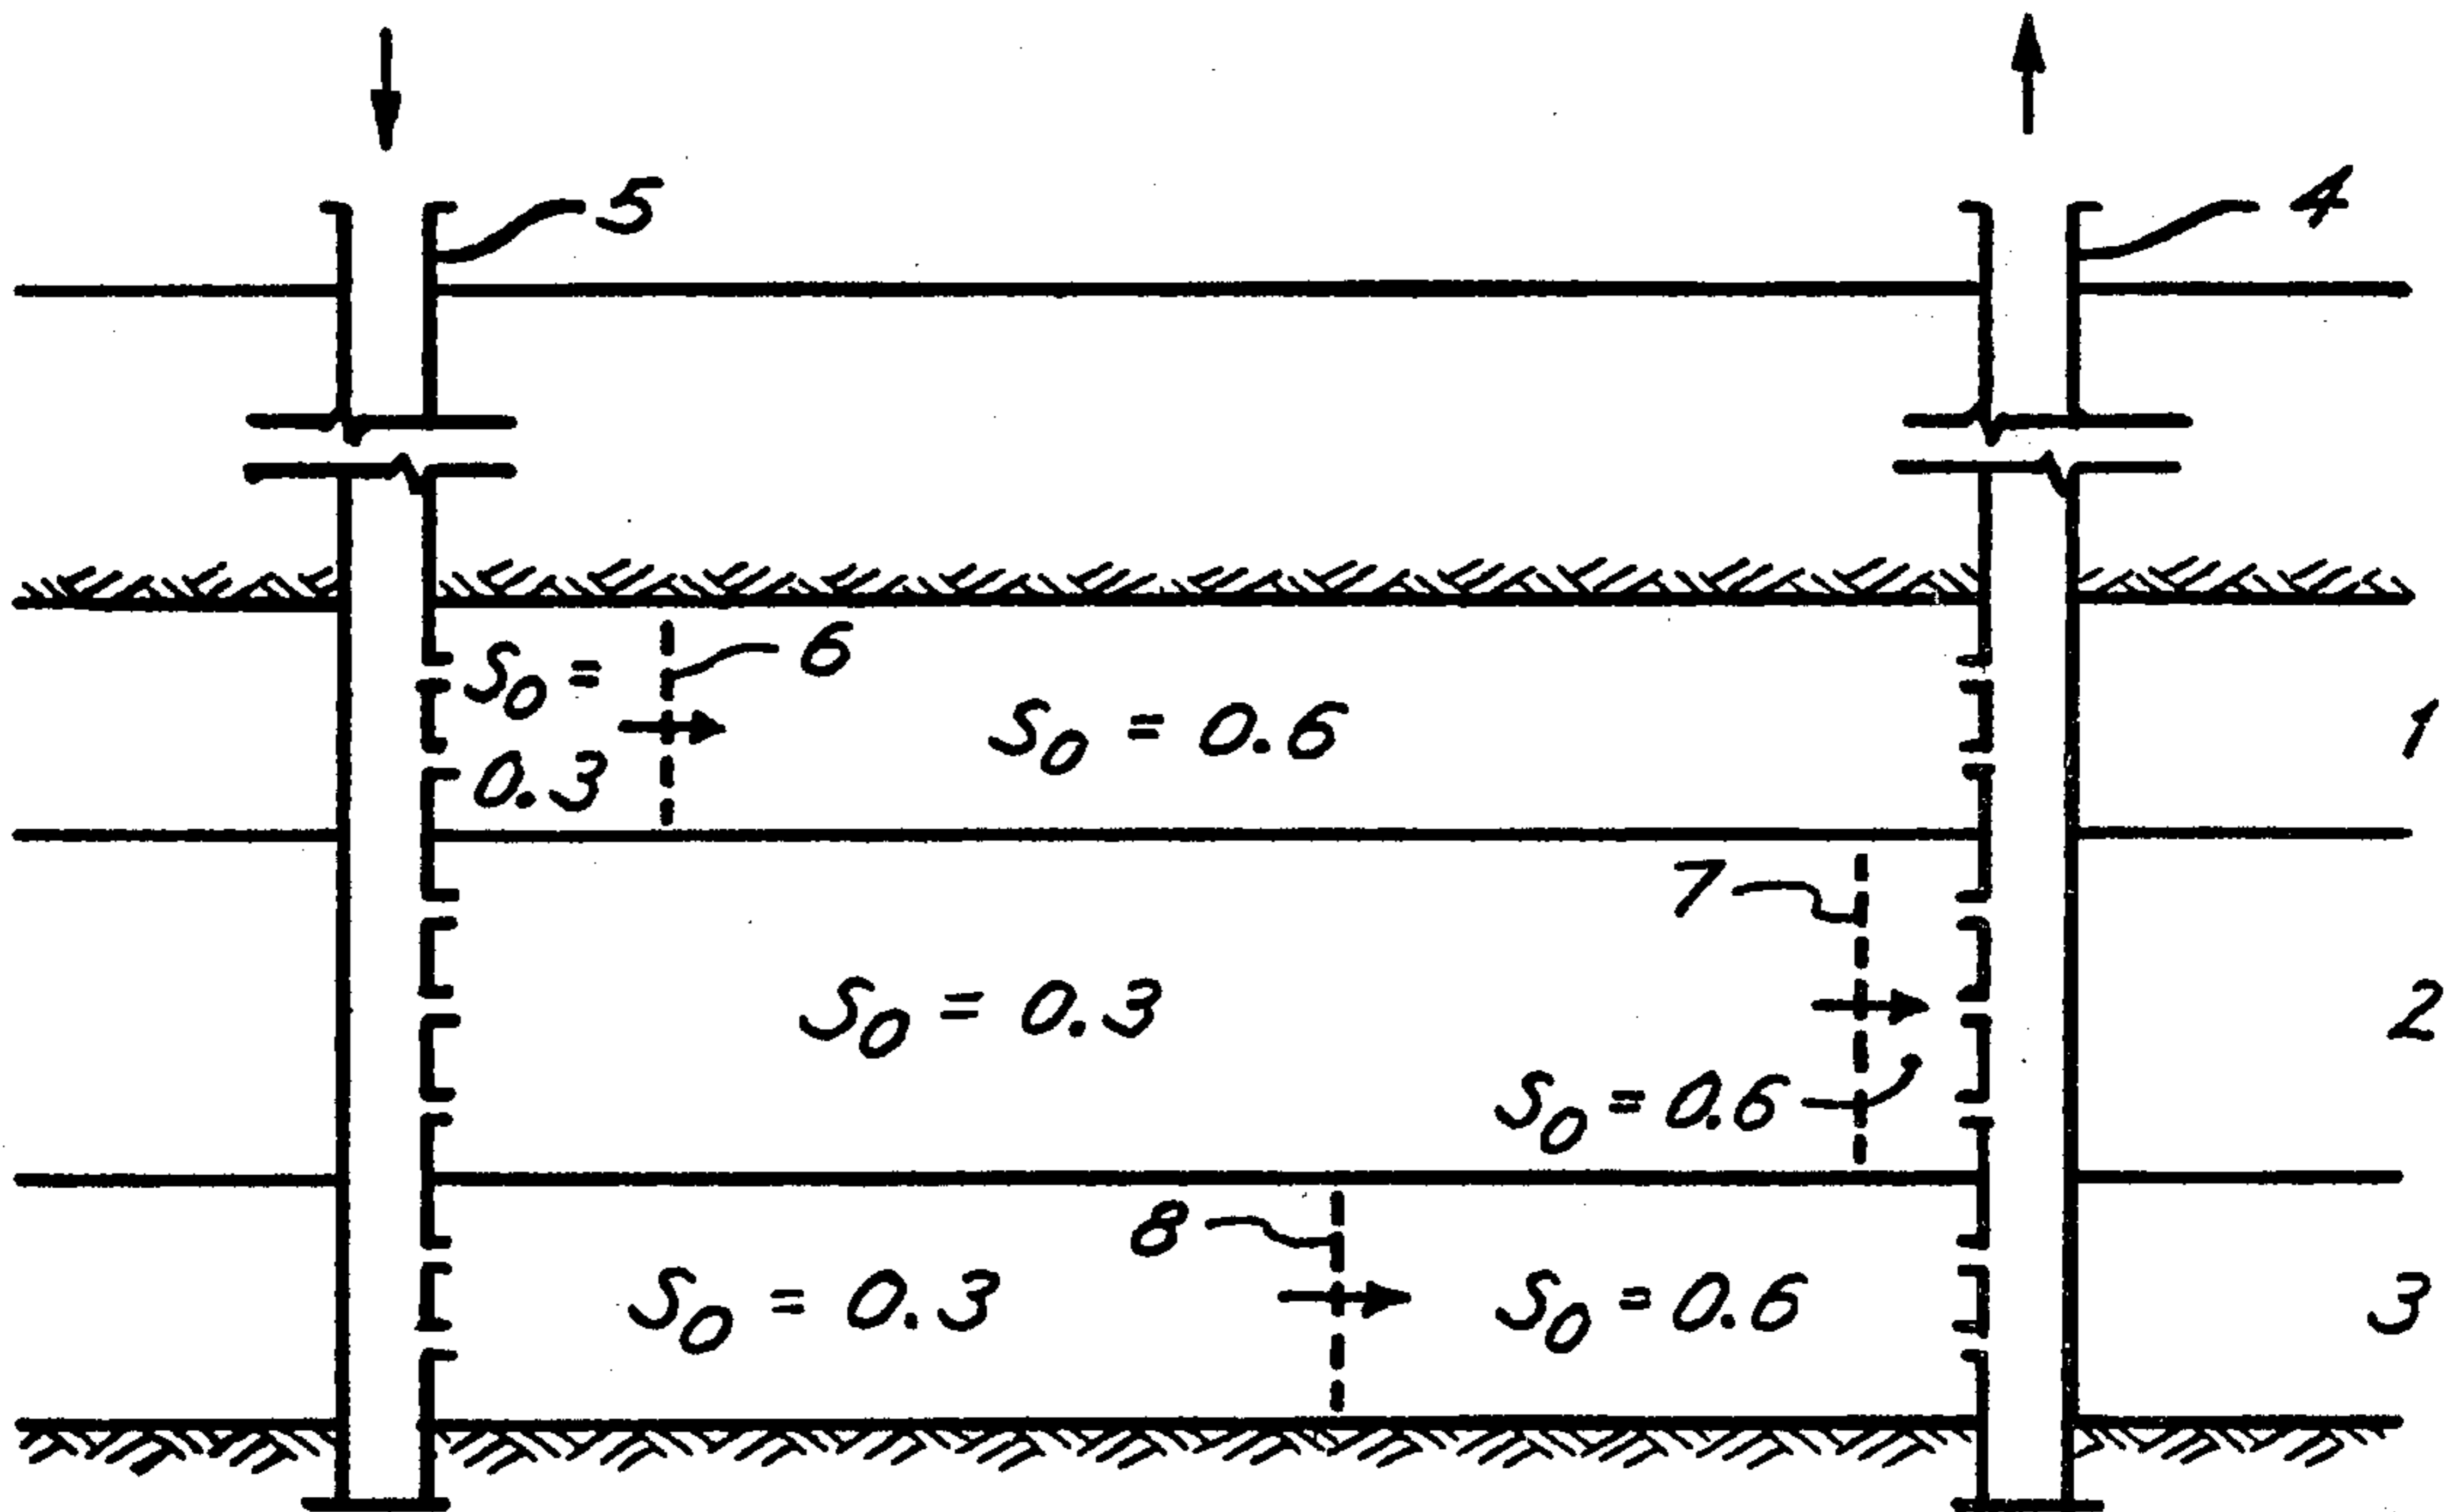 5
4
S₀ =
0.3
6
S₀ = 0.6
1
7
S₀ = 0.3
2
S₀ = 0.6
8
S₀ = 0.3
S₀ = 0.6
3